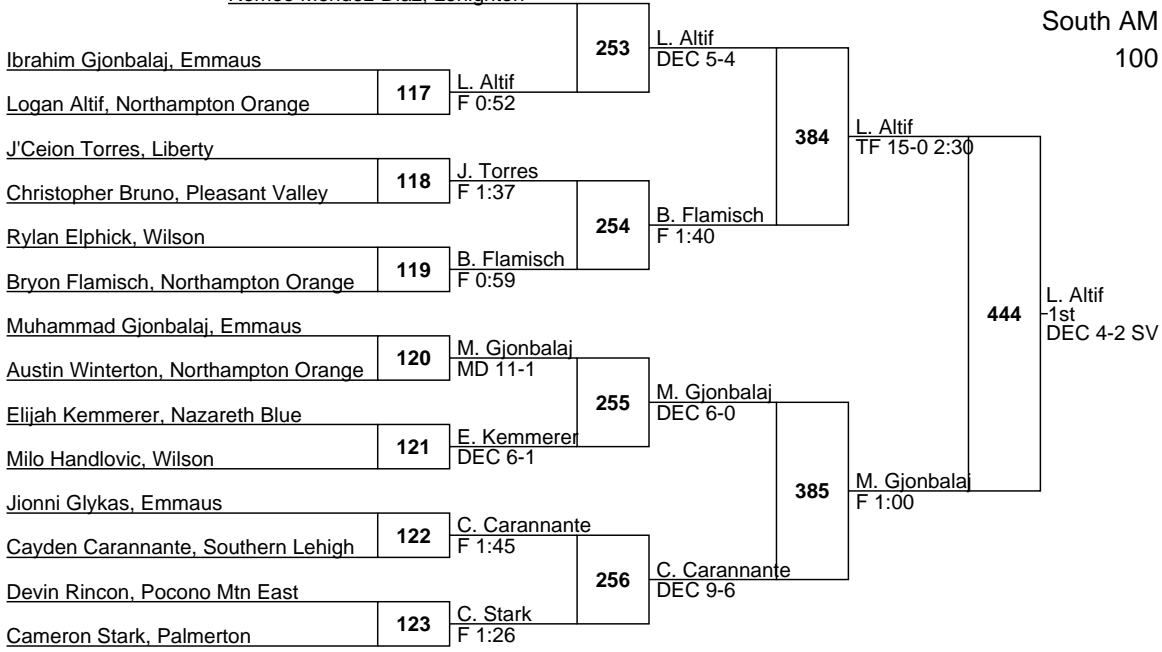 Romeo Mendez-Diaz, Lehighton
South AM
100
253
L. Altif
DEC 5-4
Ibrahim Gjonbalaj, Emmaus
117
L. Altif
F 0:52
Logan Altif, Northampton Orange
384
L. Altif
TF 15-0 2:30
J'Ceion Torres, Liberty
118
J. Torres
F 1:37
Christopher Bruno, Pleasant Valley
254
B. Flamisch
F 1:40
Rylan Elphick, Wilson
119
B. Flamisch
F 0:59
Bryon Flamisch, Northampton Orange
444
L. Altif
1st
DEC 4-2 SV
Muhammad Gjonbalaj, Emmaus
120
M. Gjonbalaj
MD 11-1
Austin Winterton, Northampton Orange
255
M. Gjonbalaj
DEC 6-0
Elijah Kemmerer, Nazareth Blue
121
E. Kemmerer
DEC 6-1
Milo Handlovic, Wilson
385
M. Gjonbalaj
F 1:00
Jionni Glykas, Emmaus
122
C. Carannante
F 1:45
Cayden Carannante, Southern Lehigh
256
C. Carannante
DEC 9-6
Devin Rincon, Pocono Mtn East
123
C. Stark
F 1:26
Cameron Stark, Palmerton